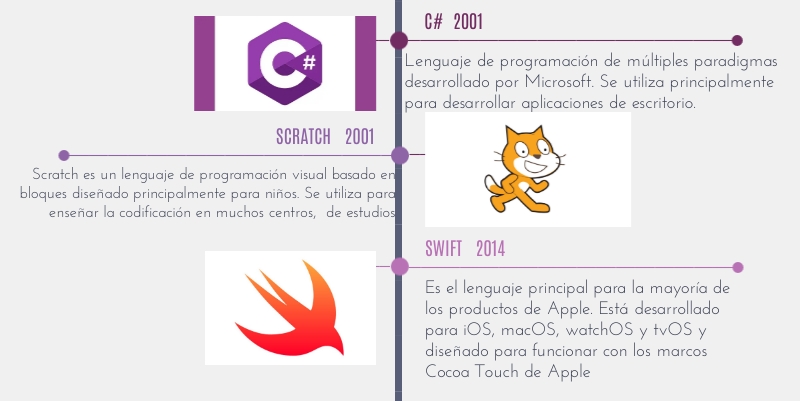 C# 2001
C#
Lenguaje de programación de múltiples paradigmas
desarrollado por Microsoft. Se utiliza principalmente
para desarrollar aplicaciones de escritorio.
SCRATCH 2001
Scratch es un lenguaje de programación visual basado en
bloques diseñado principalmente para niños. Se utiliza para
enseñar la codificación en muchos centros, de estudios
SWIFT 2014
Es el lenguaje principal para la mayoría de
los productos de Apple. Está desarrollado
para iOS, macOS, watchOS y tvOS y
diseñado para funcionar con los marcos
Cocoa Touch de Apple